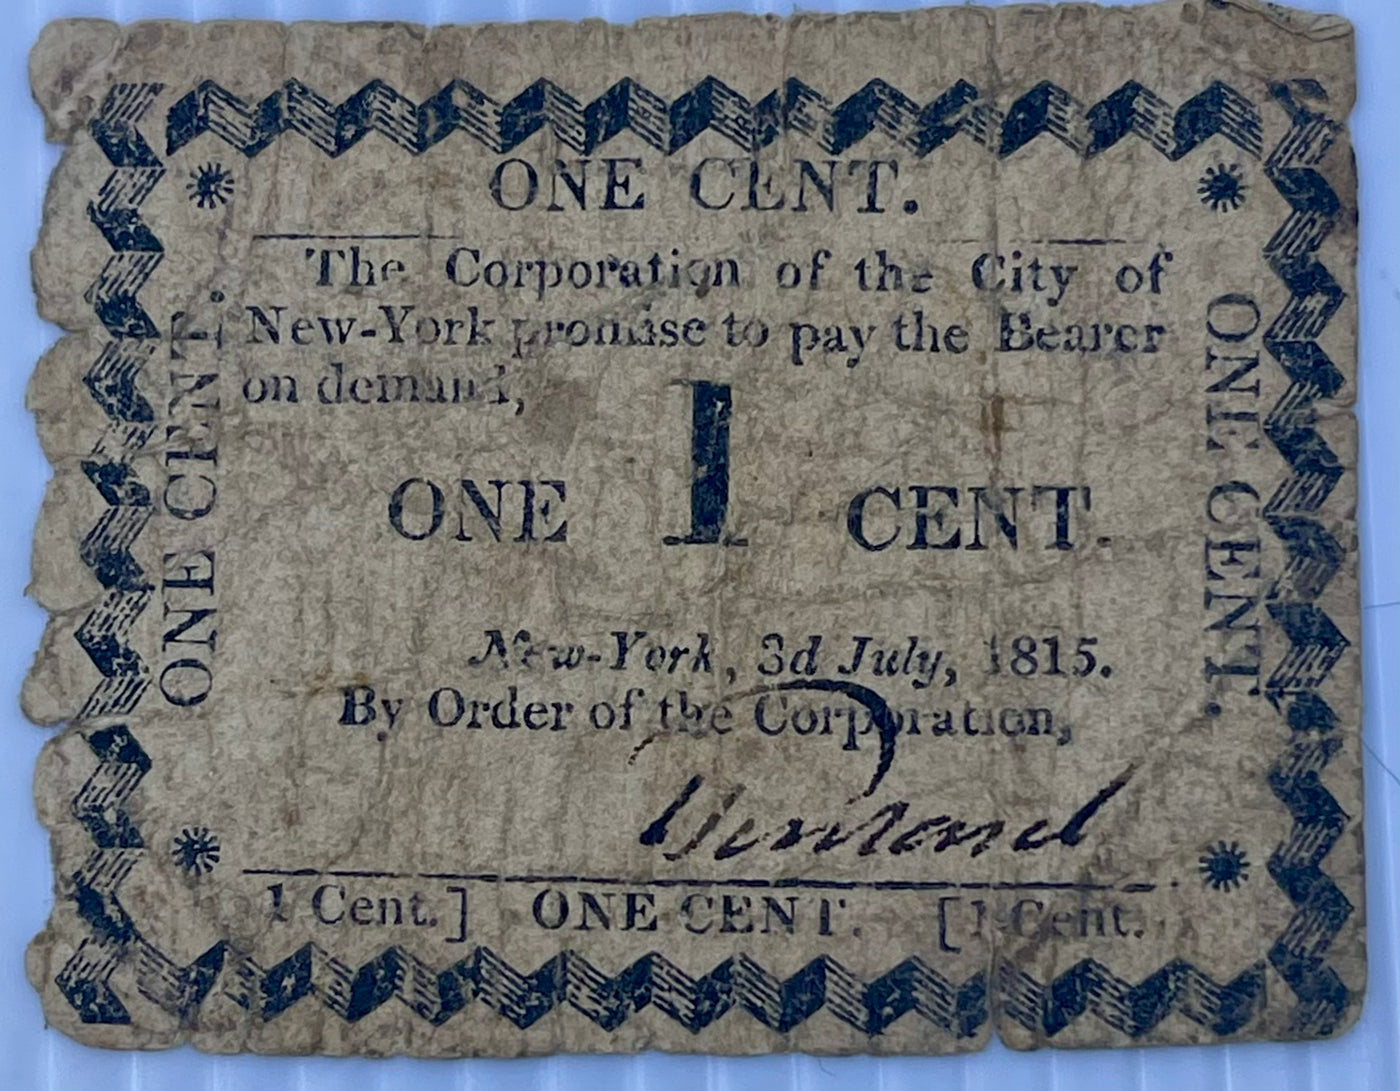 ONE CENT.
The Corporation of the City of
New-York promise to pay the Bearer
on demand,
ONE 1 CENT.
New-York, 3d July, 1815.
By Order of the Corporation,
1 Cent.] ONE CENT. [1 Cent.
ONE CENT.
ONE CENT.